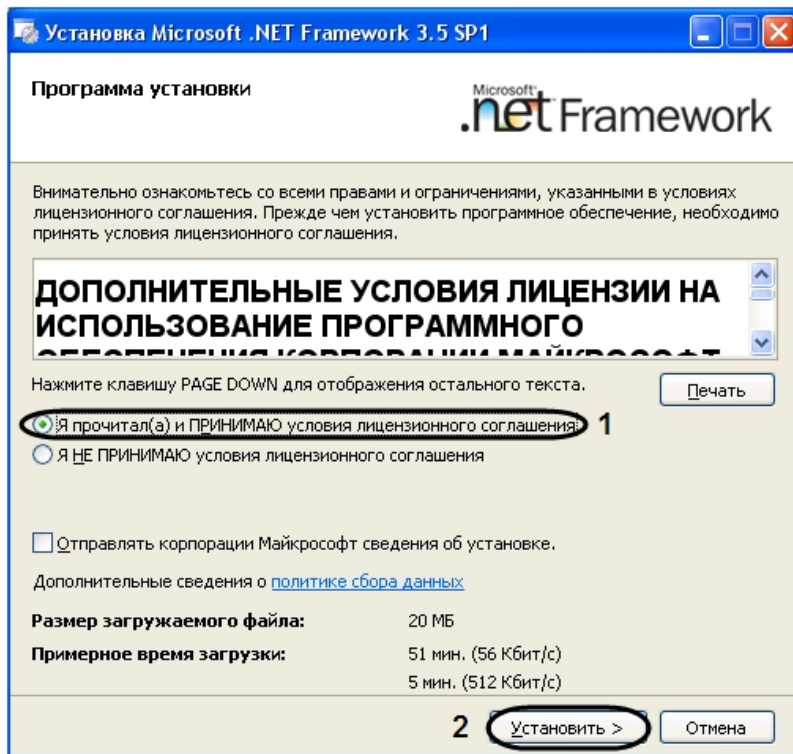 Установка Microsoft .NET Framework 3.5 SP1
Программа установки
Microsoft
.net Framework
Внимательно ознакомьтесь со всеми правами и ограничениями, указанными в условиях
лицензионного соглашения. Прежде чем установить программное обеспечение, необходимо
принять условия лицензионного соглашения.
ДОПОЛНИТЕЛЬНЫЕ УСЛОВИЯ ЛИЦЕНЗИИ НА
ИСПОЛЬЗОВАНИЕ ПРОГРАММНОГО
ОБЕСПЕЧЕНИЯ КОРПОРАЦИИ МАЙКРОСОФТ
Нажмите клавишу PAGE DOWN для отображения остального текста.
Печать
Я прочитал(а) и ПРИНИМАЮ условия лицензионного соглашения 1
Я НЕ ПРИНИМАЮ условия лицензионного соглашения
Отправлять корпорации Майкрософт сведения об установке.
Дополнительные сведения о политике сбора данных
Размер загружаемого файла: 20 МБ
Примерное время загрузки: 51 мин. (56 Кбит/с)
5 мин. (512 Кбит/с)
2 Установить > Отмена